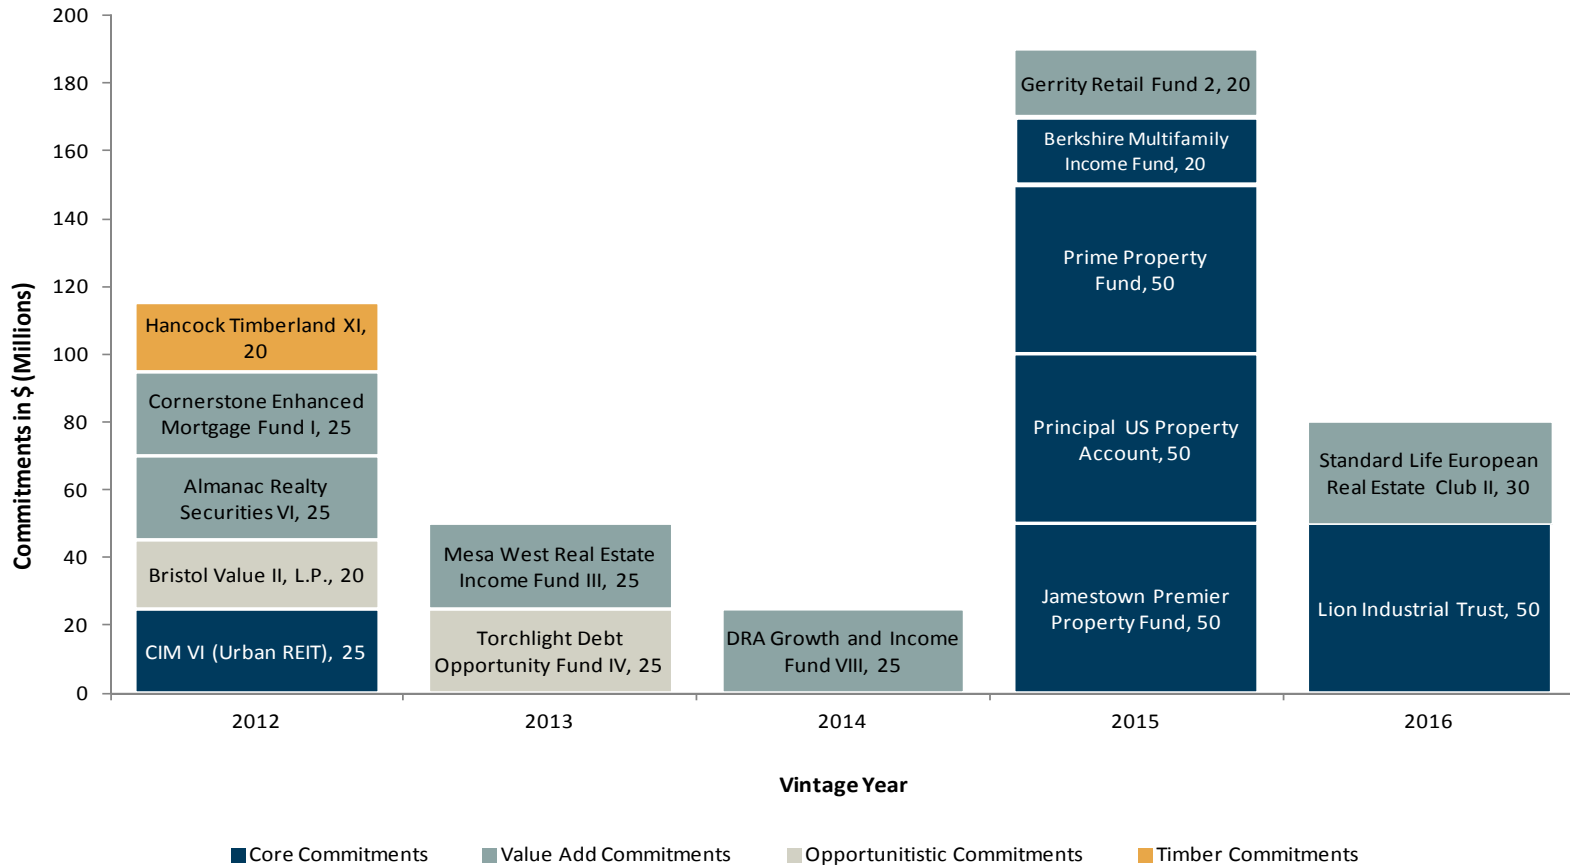 200
180
160
140
120
100
80
60
40
20
0
Commitments in $ (Millions)
Hancock Timberland XI,
20
Cornerstone Enhanced
Mortgage Fund I, 25
Almanac Realty
Securities VI, 25
Bristol Value II, L.P., 20
CIM VI (Urban REIT), 25
Mesa West Real Estate
Income Fund III, 25
Torchlight Debt
Opportunity Fund IV, 25
DRA Growth and Income
Fund VIII, 25
Gerrity Retail Fund 2, 20
Berkshire Multifamily
Income Fund, 20
Prime Property
Fund, 50
Principal US Property
Account, 50
Jamestown Premier
Property Fund, 50
Standard Life European
Real Estate Club II, 30
Lion Industrial Trust, 50
2012 2013 2014 2015 2016
Vintage Year
Core Commitments Value Add Commitments Opportunitistic Commitments Timber Commitments